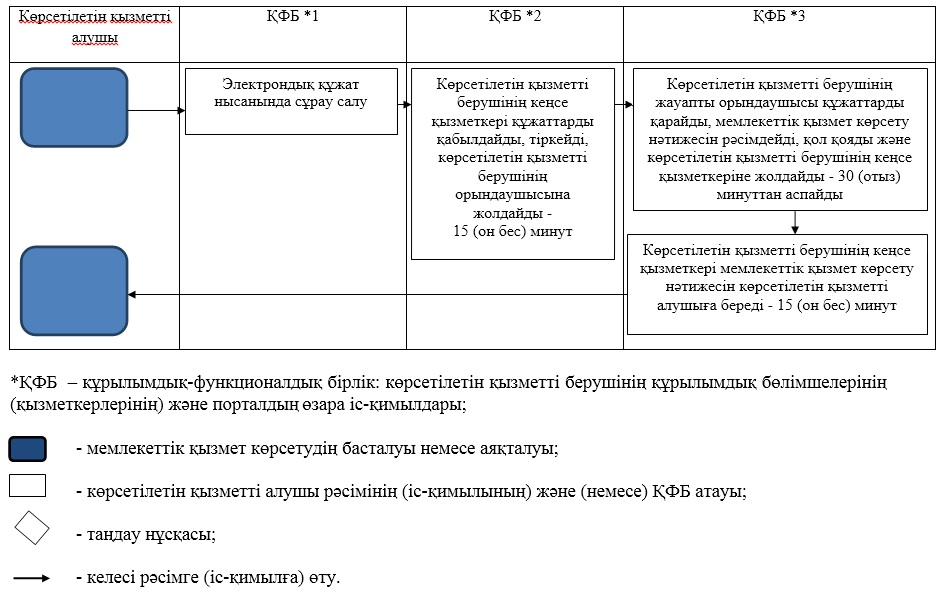 Көрсетілетін қызметті
алушы
ҚФБ *1
ҚФБ *2
ҚФБ *3
Электрондық құжат
нысанында сұрау салу
Көрсетілетін қызметті
берушінің кеңсе
қызметкері құжаттарды
қабылдайды, тіркейді,
көрсетілетін қызметті
берушінің
орындаушысына
жолдайды -
15 (он бес) минут
Көрсетілетін қызметті берушінің
жауапты орындаушысы құжаттарды
қарайды, мемлекеттік қызмет көрсету
нәтижесін рәсімдейді, қол қояды және
көрсетілетін қызметті берушінің кеңсе
қызметкеріне жолдайды - 30 (отыз)
минуттан аспайды
Көрсетілетін қызметті берушінің кеңсе
қызметкері мемлекеттік қызмет көрсету
нәтижесін көрсетілетін қызметті
алушыға береді - 15 (он бес) минут
*ҚФБ – құрылымдық-функционалдық бірлік: көрсетілетін қызметті берушінің құрылымдық бөлімшелерінің
(қызметкерлерінің) және порталдың өзара іс-қимылдары;
- мемлекеттік қызмет көрсетудің басталуы немесе аяқталуы;
- көрсетілетін қызметті алушы рәсімінің (іс-қимылының) және (немесе) ҚФБ атауы;
- таңдау нұсқасы;
- келесі рәсімге (іс-қимылға) өту.